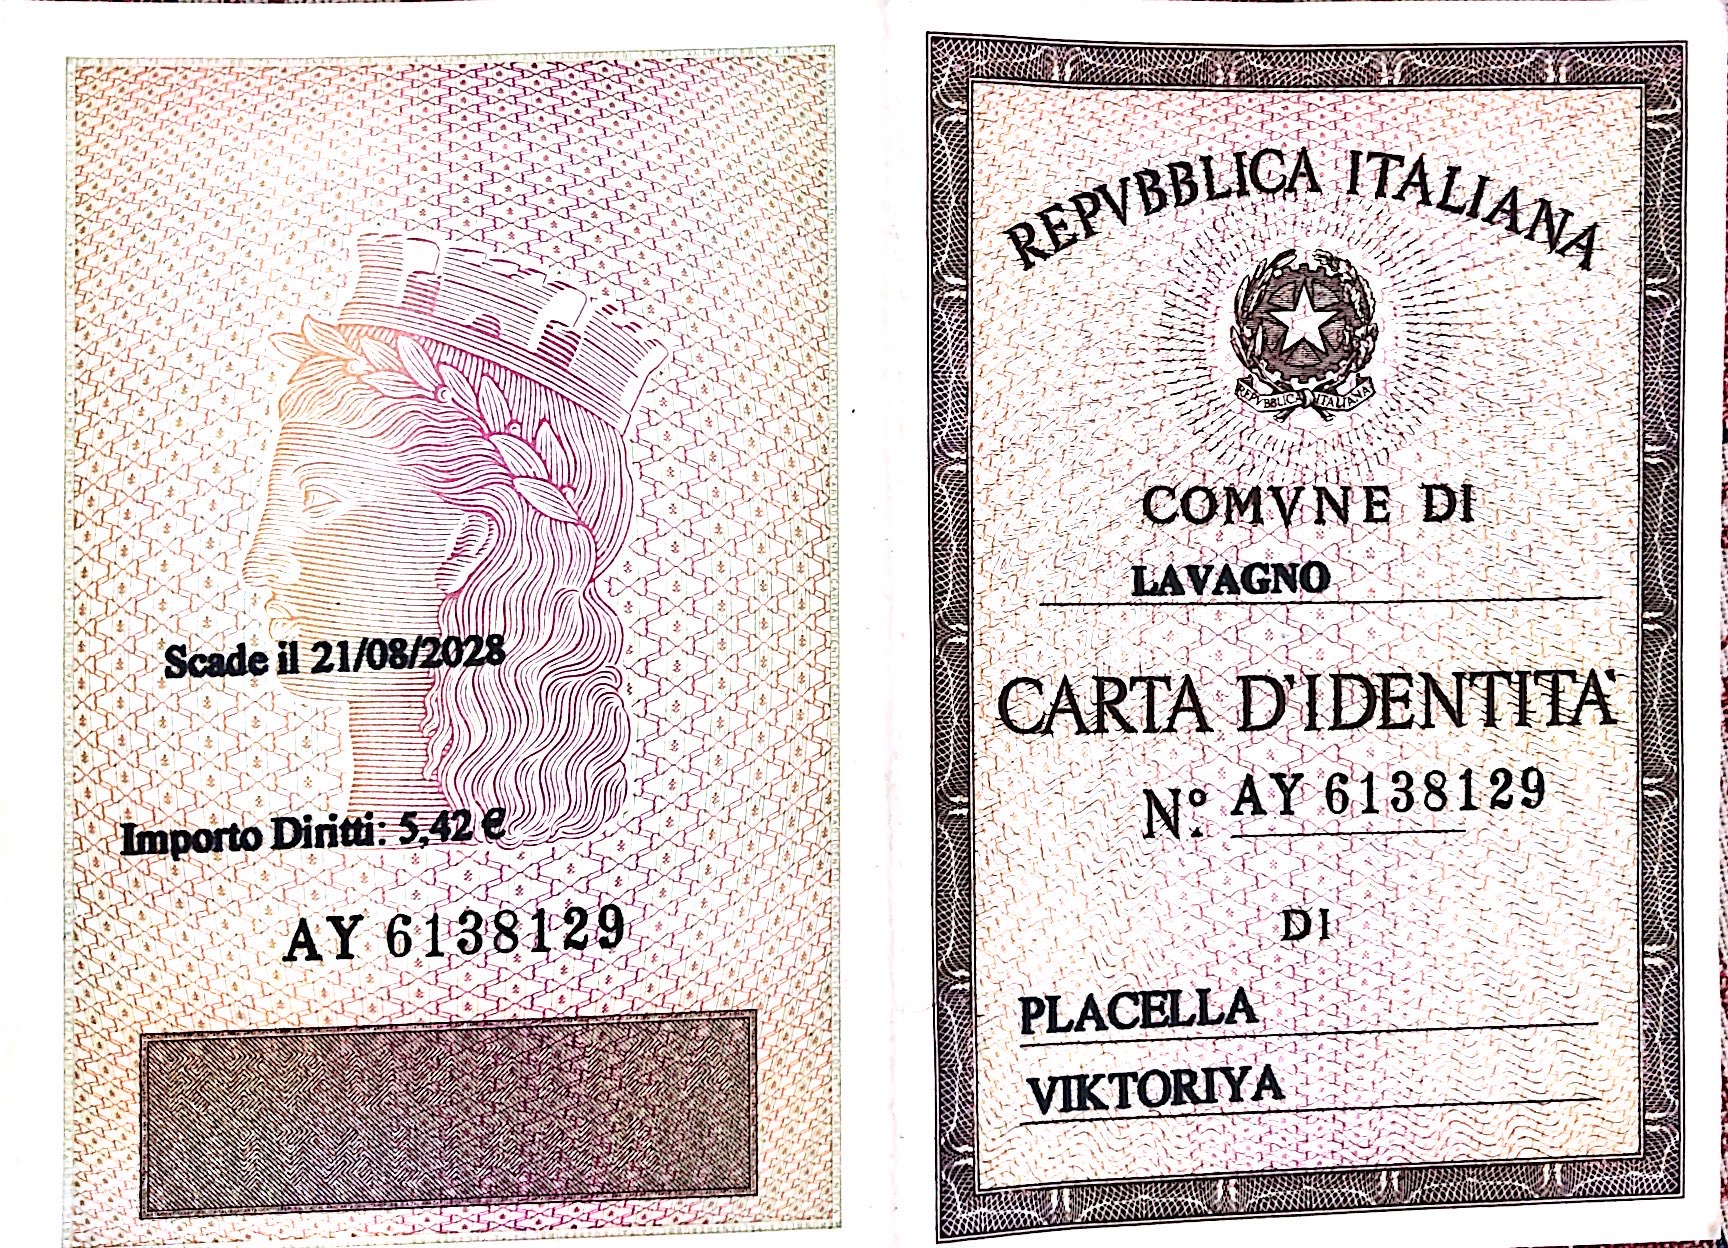 Scade il 21/08/2028
Importo Diritti: 5,42 €
AY 6138129
REPVBBLICA ITALIANA
REPVBBLICA ITALIANA
COMVNE DI
LAVAGNO
CARTA D'IDENTITA'
N° AY 6138129
DI
PLACELLA
VIKTORIYA